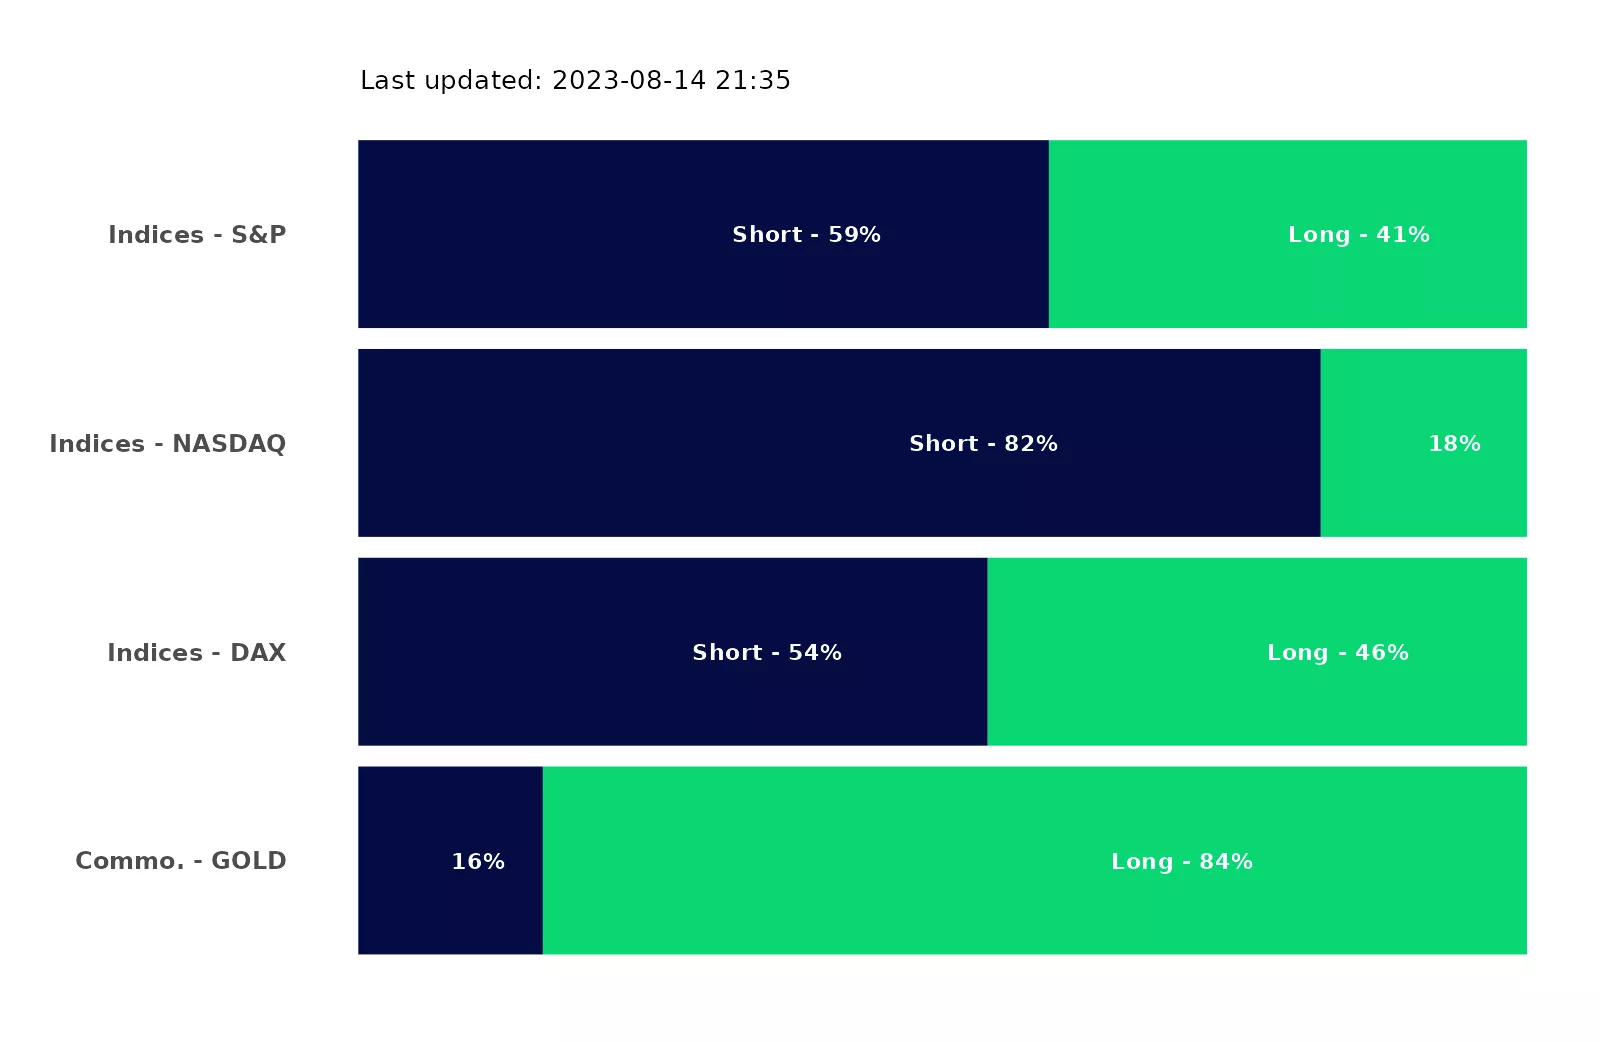 Last updated: 2023-08-14 21:35
Indices - S&P Short - 59% Long - 41%
Indices - NASDAQ Short - 82% 18%
Indices - DAX Short - 54% Long - 46%
Commo. - GOLD 16% Long - 84%